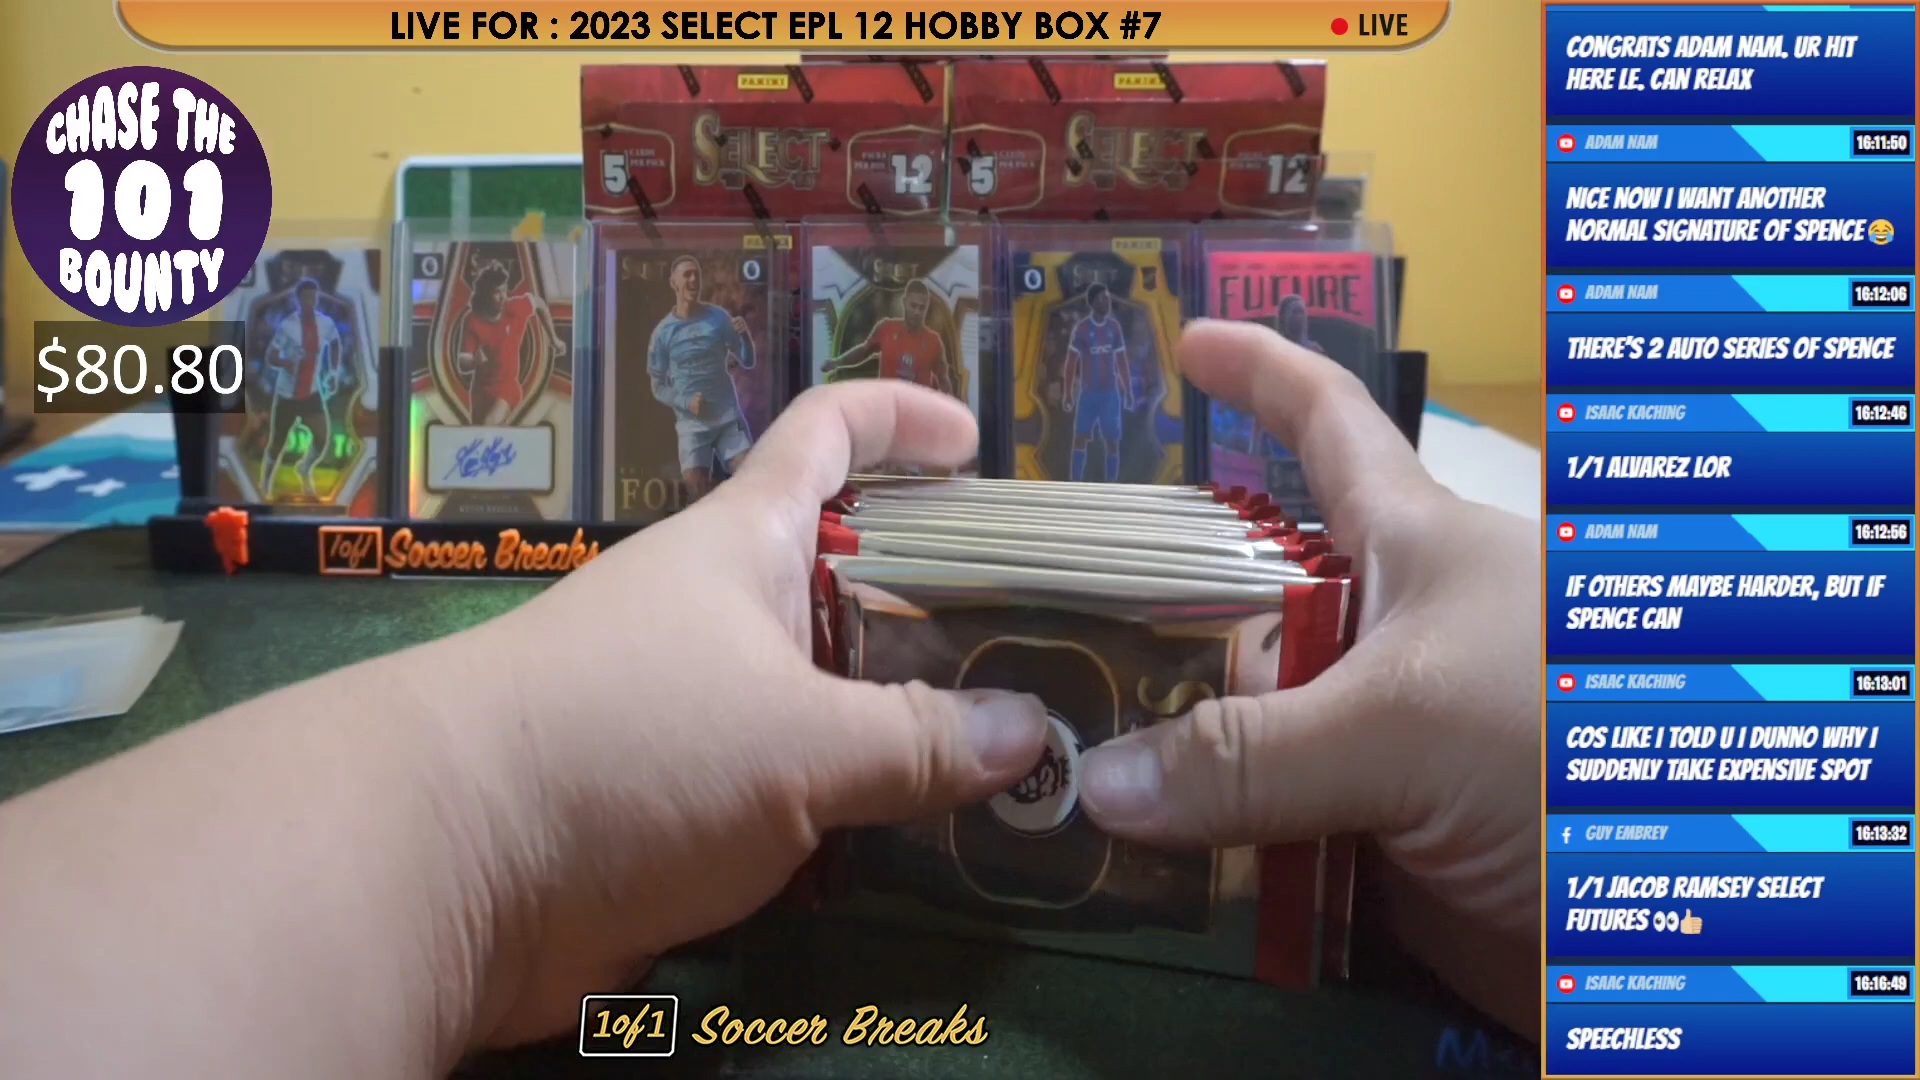 LIVE FOR : 2023 SELECT EPL 12 HOBBY BOX #7
LIVE
CHASE THE
101
BOUNTY
$80.80
PANINI
SELECT
5
12
PANINI
SELECT
5
12
PANINI
FUTURE
1of1 Soccer Breaks
1of1 Soccer Breaks
CONGRATS ADAM NAM. UR HIT
HERE LE. CAN RELAX
ADAM NAM 16:11:50
NICE NOW I WANT ANOTHER
NORMAL SIGNATURE OF SPENCE😂
ADAM NAM 16:12:06
THERE'S 2 AUTO SERIES OF SPENCE
ISAAC KACHING 16:12:46
1/1 ALVAREZ LOR
ADAM NAM 16:12:56
IF OTHERS MAYBE HARDER, BUT IF
SPENCE CAN
ISAAC KACHING 16:13:01
COS LIKE I TOLD U I DUNNO WHY I
SUDDENLY TAKE EXPENSIVE SPOT
GUY EMBREY 16:13:32
1/1 JACOB RAMSEY SELECT
FUTURES 👀👍🏼
ISAAC KACHING 16:16:49
SPEECHLESS